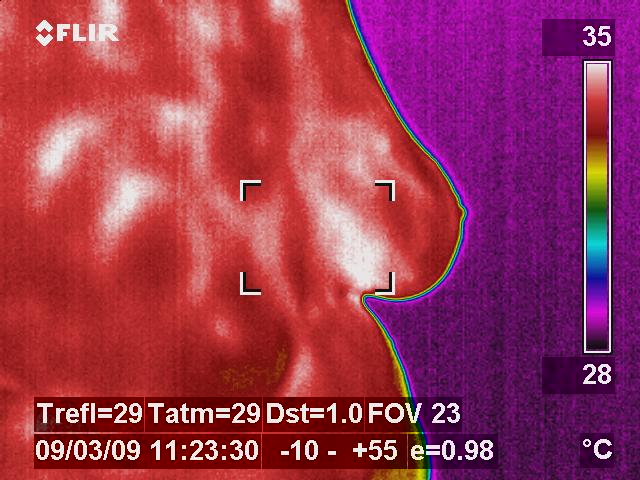 FLIR
35
28
Trefl=29 Tatm=29 Dst=1.0 FOV 23
09/03/09 11:23:30 -10 - +55 e=0.98 °C